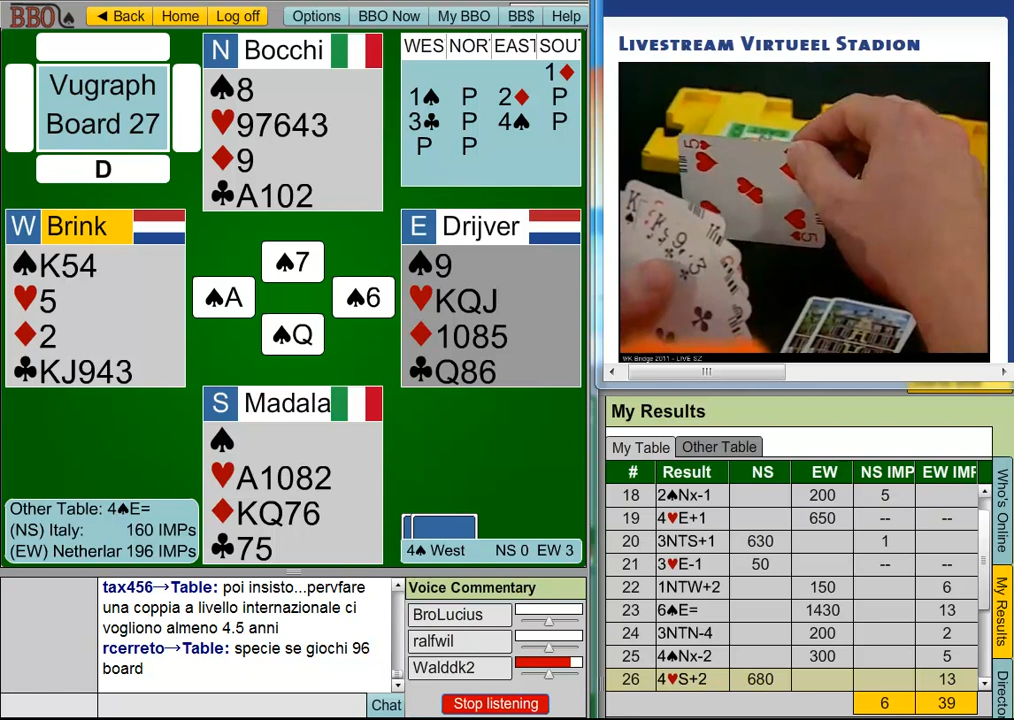 BBO
◄ Back
Home
Log off
Options
BBO Now
My BBO
BB$
Help
Vugraph
Board 27
D
N Bocchi
♠8
♥97643
♦9
♣A102
WES NOR EAST SOU
1♦
1♠ P 2♦ P
3♣ P 4♠ P
P P
W Brink
♠K54
♥5
♦2
♣KJ943
♠7
♠A
♠6
♠Q
E Drijver
♠9
♥KQJ
♦1085
♣Q86
S Madala
♠
♥A1082
♦KQ76
♣75
Other Table: 4♠E=
(NS) Italy: 160 IMPs
(EW) Netherlar 196 IMPs
4♠ West NS 0 EW 3
tax456→Table: poi insisto...pervfare
una coppia a livello internazionale ci
vogliono almeno 4.5 anni
rcerreto→Table: specie se giochi 96
board
Chat
Voice Commentary
BroLucius
ralfwil
Walddk2
Stop listening
Livestream Virtueel Stadion
5
5
K
K
9
3
WK Bridge 2011 - LIVE SZ
My Results
My Table
Other Table
# Result NS EW NS IMP EW IMF
18 2♠Nx-1 200 5
19 4♥E+1 650 -- --
20 3NTS+1 630 1
21 3♥E-1 50 -- --
22 1NTW+2 150 6
23 6♠E= 1430 13
24 3NTN-4 200 2
25 4♠Nx-2 300 5
26 4♥S+2 680 13
6 39
Who's Online
My Results
Director